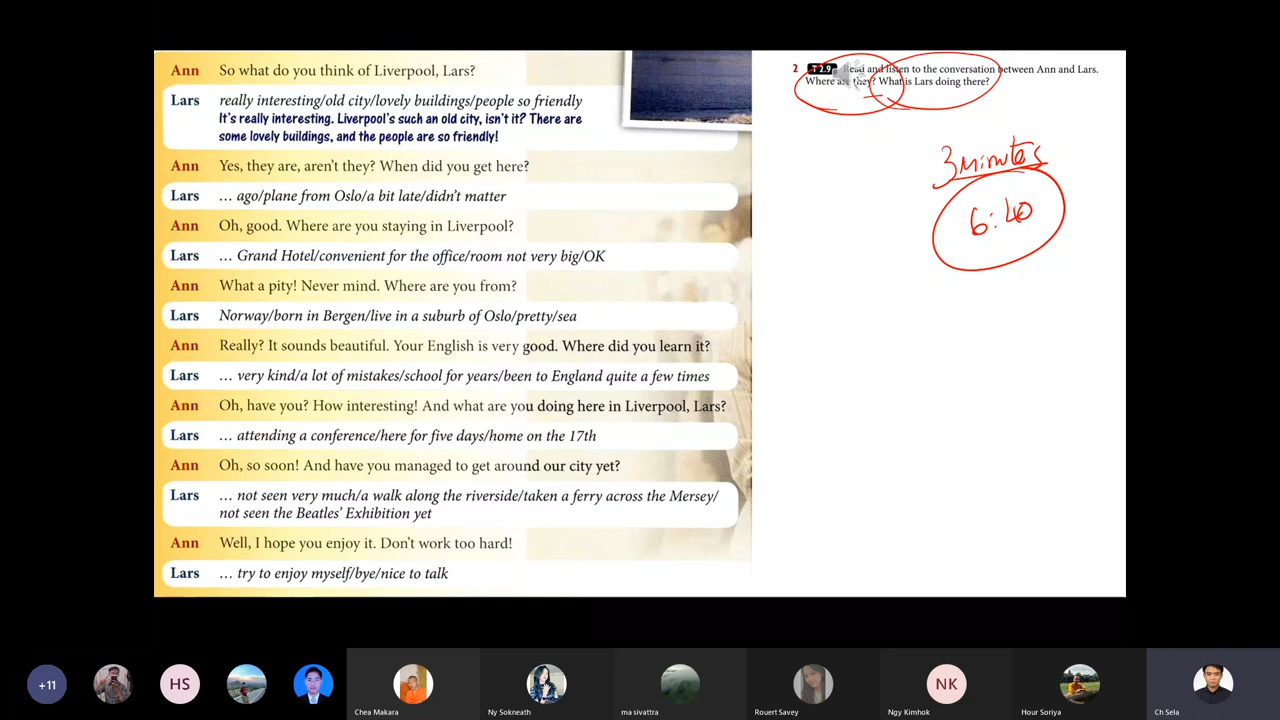 Ann So what do you think of Liverpool, Lars?
Lars really interesting/old city/lovely buildings/people so friendly
It's really interesting. Liverpool's such an old city, isn't it? There are
some lovely buildings, and the people are so friendly!
Ann Yes, they are, aren't they? When did you get here?
Lars … ago/plane from Oslo/a bit late/didn't matter
Ann Oh, good. Where are you staying in Liverpool?
Lars … Grand Hotel/convenient for the office/room not very big/OK
Ann What a pity! Never mind. Where are you from?
Lars Norway/born in Bergen/live in a suburb of Oslo/pretty/sea
Ann Really? It sounds beautiful. Your English is very good. Where did you learn it?
Lars … very kind/a lot of mistakes/school for years/been to England quite a few times
Ann Oh, have you? How interesting! And what are you doing here in Liverpool, Lars?
Lars … attending a conference/here for five days/home on the 17th
Ann Oh, so soon! And have you managed to get around our city yet?
Lars … not seen very much/a walk along the riverside/taken a ferry across the Mersey/
not seen the Beatles' Exhibition yet
Ann Well, I hope you enjoy it. Don't work too hard!
Lars … try to enjoy myself/bye/nice to talk
2 T 2.9 Read and listen to the conversation between Ann and Lars.
Where are they? What is Lars doing there?
3 minutes
6:40
+11
HS
Chea Makara
Ny Sokneath
ma sivattra
Rouert Savey
NK
Ngy Kimhok
Hour Soriya
Ch Sela